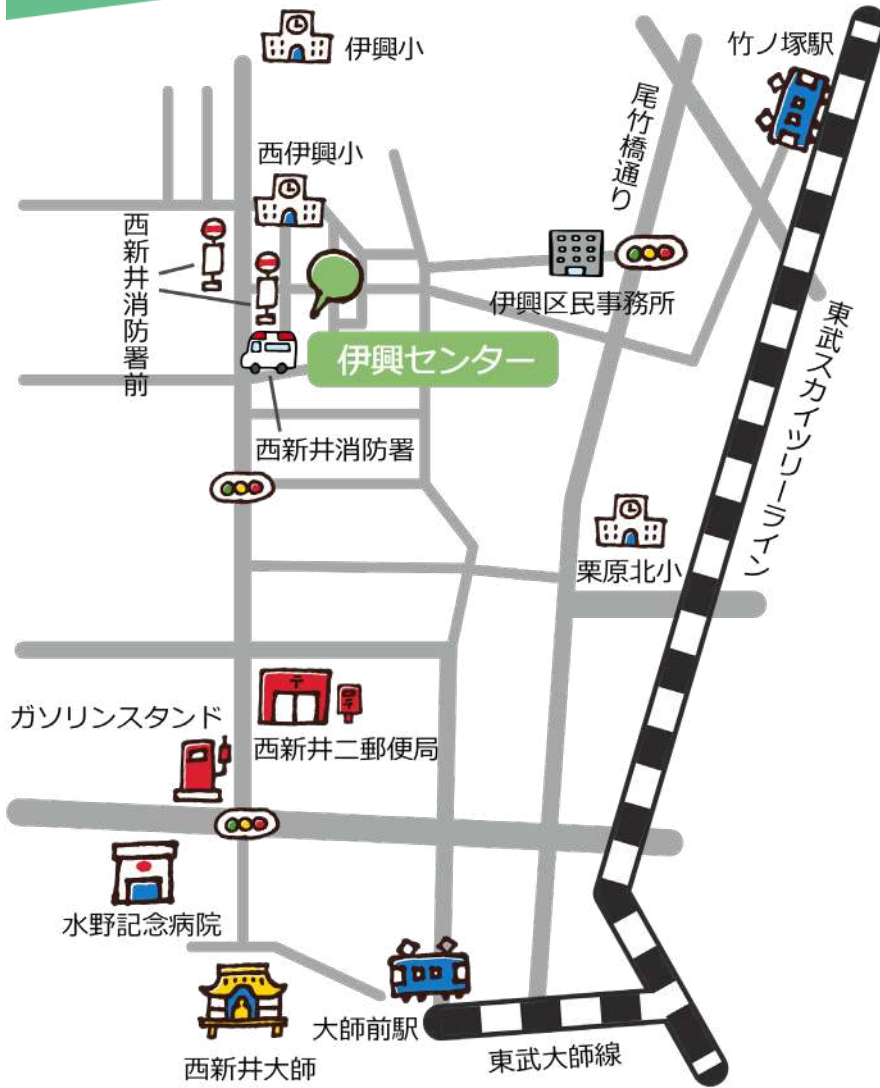 伊興小
竹ノ塚駅
尾竹橋通り
西伊興小
西新井消防署前
伊興区民事務所
東武スカイツリーライン
伊興センター
西新井消防署
栗原北小
ガソリンスタンド
〒
〒
西新井二郵便局
水野記念病院
大師前駅
東武大師線
西新井大師